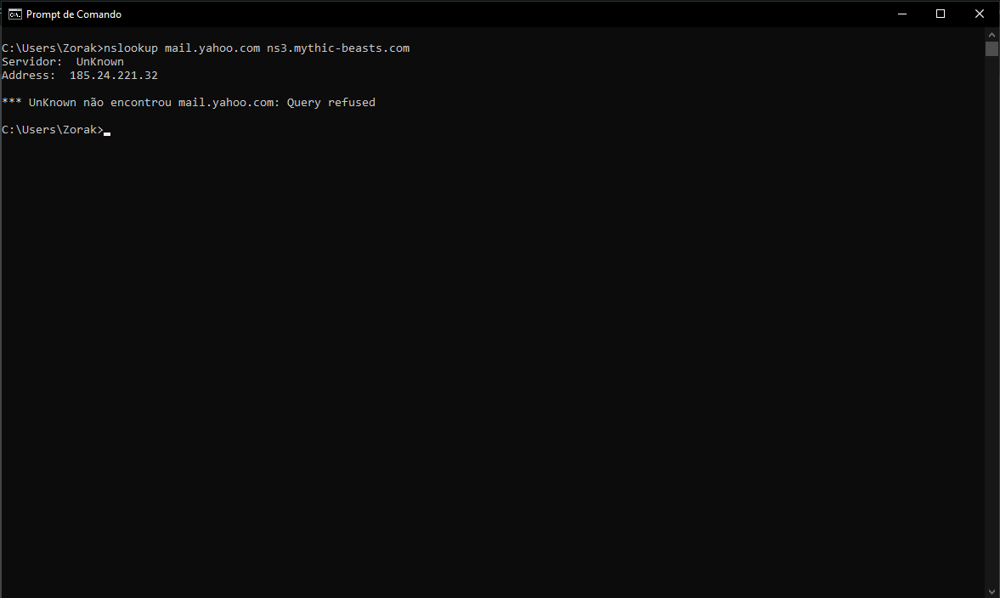 Prompt de Comando
C:\Users\Zorak>nslookup mail.yahoo.com ns3.mythic-beasts.com
Servidor:  UnKnown
Address:  185.24.221.32
*** UnKnown não encontrou mail.yahoo.com: Query refused
C:\Users\Zorak>